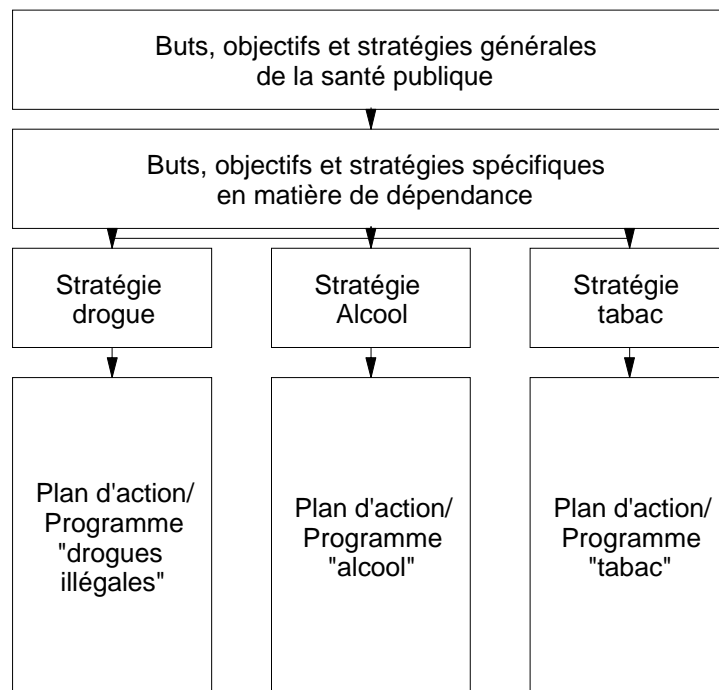 Buts, objectifs et stratégies générales
de la santé publique
Buts, objectifs et stratégies spécifiques
en matière de dépendance
Stratégie
drogue
Stratégie
Alcool
Stratégie
tabac
Plan d'action/
Programme
"drogues
illégales"
Plan d'action/
Programme
"alcool"
Plan d'action/
Programme
"tabac"